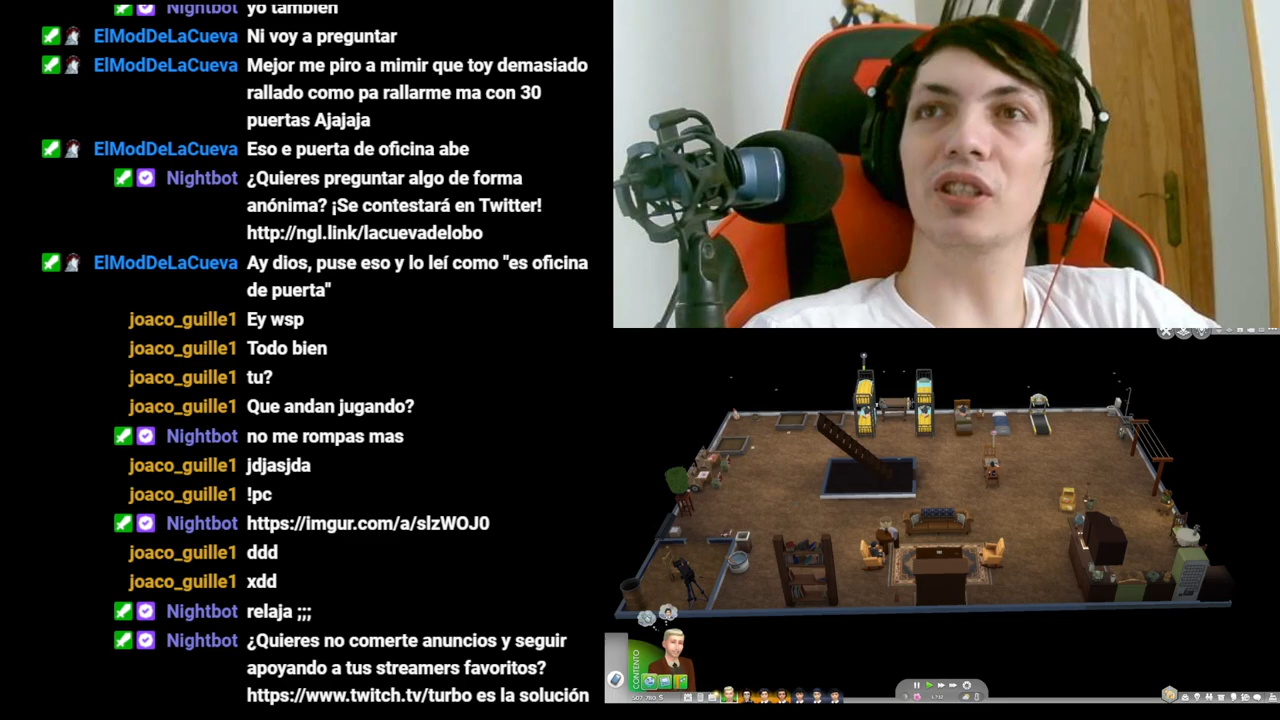 Nightbot yo también
ElModDeLaCueva Ni voy a preguntar
ElModDeLaCueva Mejor me piro a mimir que toy demasiado
rallado como pa rallarme ma con 30
puertas Ajajaja
ElModDeLaCueva Eso e puerta de oficina abe
Nightbot ¿Quieres preguntar algo de forma
anónima? ¡Se contestará en Twitter!
http://ngl.link/lacuevadelobo
ElModDeLaCueva Ay dios, puse eso y lo leí como "es oficina
de puerta"
joaco_guille1 Ey wsp
joaco_guille1 Todo bien
joaco_guille1 tu?
joaco_guille1 Que andan jugando?
Nightbot no me rompas mas
joaco_guille1 jdjasjda
joaco_guille1 !pc
Nightbot https://imgur.com/a/slzWOJ0
joaco_guille1 ddd
joaco_guille1 xdd
Nightbot relaja ;;;
Nightbot ¿Quieres no comerte anuncios y seguir
apoyando a tus streamers favoritos?
https://www.twitch.tv/turbo es la solución
CONTENTO